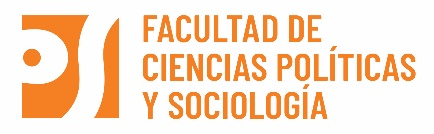 FACULTAD DE
CIENCIAS POLÍTICAS
Y SOCIOLOGÍA